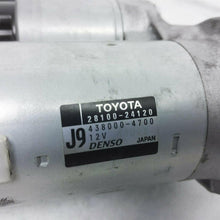 TOYOTA
28100-24120
J9 438000-4700
12V
DENSO JAPAN